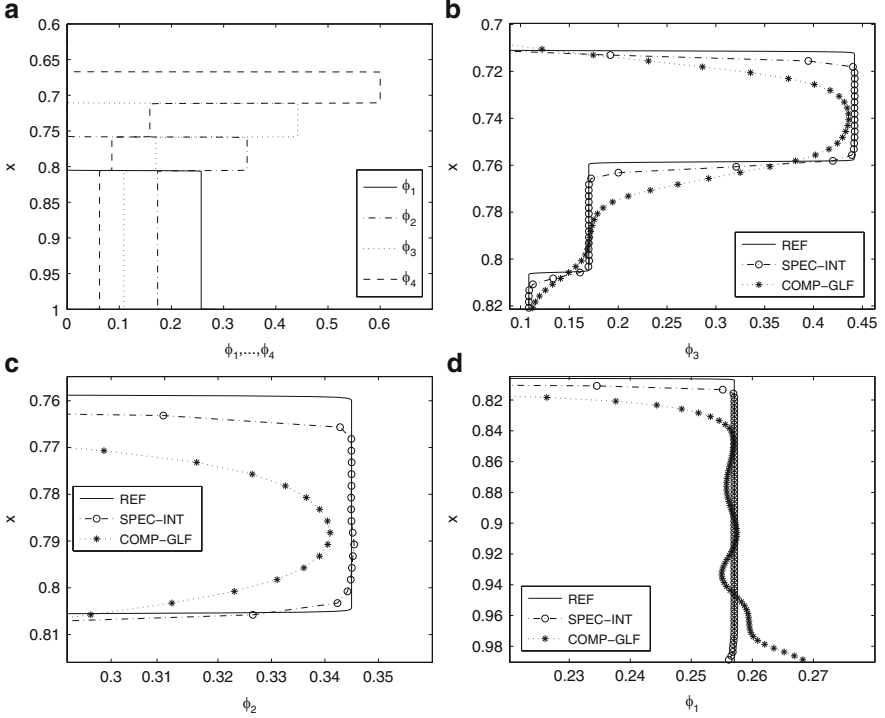 a
0.6
0.65
0.7
0.75
0.8
0.85
0.9
0.95
1
x
0 0.1 0.2 0.3 0.4 0.5 0.6
ϕ1,...,ϕ4
ϕ1
ϕ2
ϕ3
ϕ4
b
0.7
0.72
0.74
0.76
0.78
0.8
0.82
x
0.1 0.15 0.2 0.25 0.3 0.35 0.4 0.45
ϕ3
REF
SPEC-INT
COMP-GLF
c
0.76
0.77
0.78
0.79
0.8
0.81
x
0.3 0.31 0.32 0.33 0.34 0.35
ϕ2
REF
SPEC-INT
COMP-GLF
d
0.82
0.84
0.86
0.88
0.9
0.92
0.94
0.96
0.98
x
0.23 0.24 0.25 0.26 0.27
ϕ1
REF
SPEC-INT
COMP-GLF